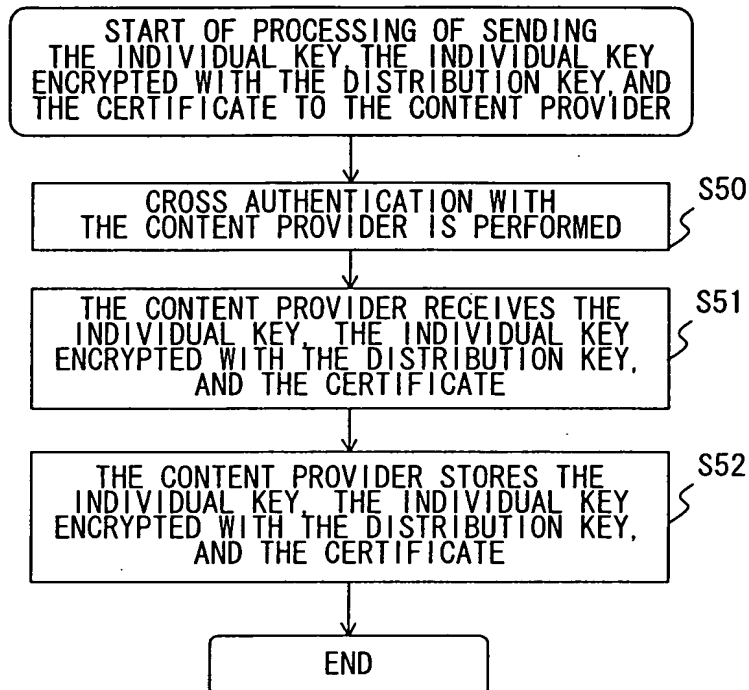 START OF PROCESSING OF SENDING
THE INDIVIDUAL KEY, THE INDIVIDUAL KEY
ENCRYPTED WITH THE DISTRIBUTION KEY, AND
THE CERTIFICATE TO THE CONTENT PROVIDER
CROSS AUTHENTICATION WITH
THE CONTENT PROVIDER IS PERFORMED
S50
THE CONTENT PROVIDER RECEIVES THE
INDIVIDUAL KEY, THE INDIVIDUAL KEY
ENCRYPTED WITH THE DISTRIBUTION KEY,
AND THE CERTIFICATE
S51
THE CONTENT PROVIDER STORES THE
INDIVIDUAL KEY, THE INDIVIDUAL KEY
ENCRYPTED WITH THE DISTRIBUTION KEY,
AND THE CERTIFICATE
S52
END